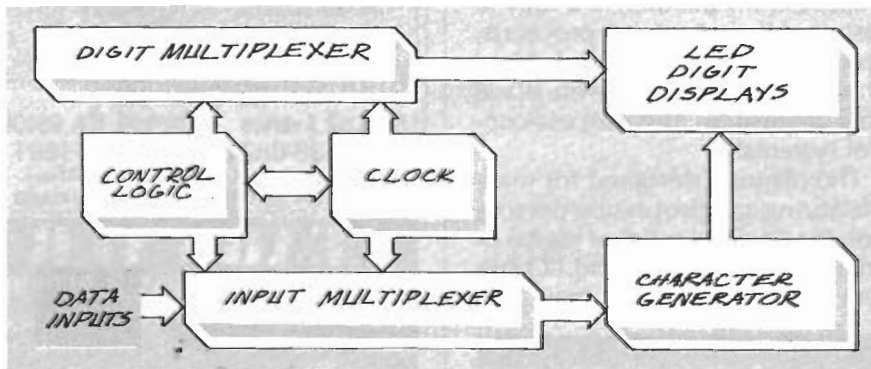 DIGIT MULTIPLEXER
LED
DIGIT
DISPLAYS
CONTROL
LOGIC
CLOCK
DATA
INPUTS
INPUT MULTIPLEXER
CHARACTER
GENERATOR